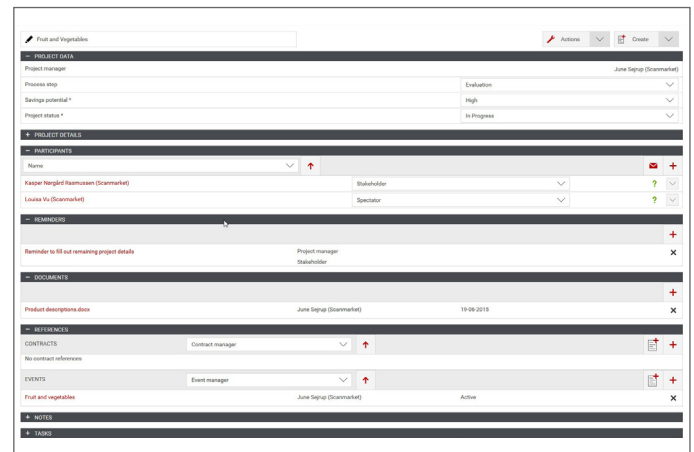 Fruit and Vegetables
Actions
Create
− PROJECT DATA
Project manager June Sejrup (Scanmarket)
Process step Evaluation
Savings potential * High
Project status * In Progress
+ PROJECT DETAILS
− PARTICIPANTS
Name
Kasper Nørgård Rasmussen (Scanmarket) Stakeholder ?
Louisa Vu (Scanmarket) Spectator ?
− REMINDERS
+
Reminder to fill out remaining project details Project manager
Stakeholder
− DOCUMENTS
+
Product descriptions.docx June Sejrup (Scanmarket) 19-06-2015
− REFERENCES
CONTRACTS Contract manager
No contract references
EVENTS Event manager
Fruit and vegetables June Sejrup (Scanmarket) Active
+ NOTES
+ TASKS